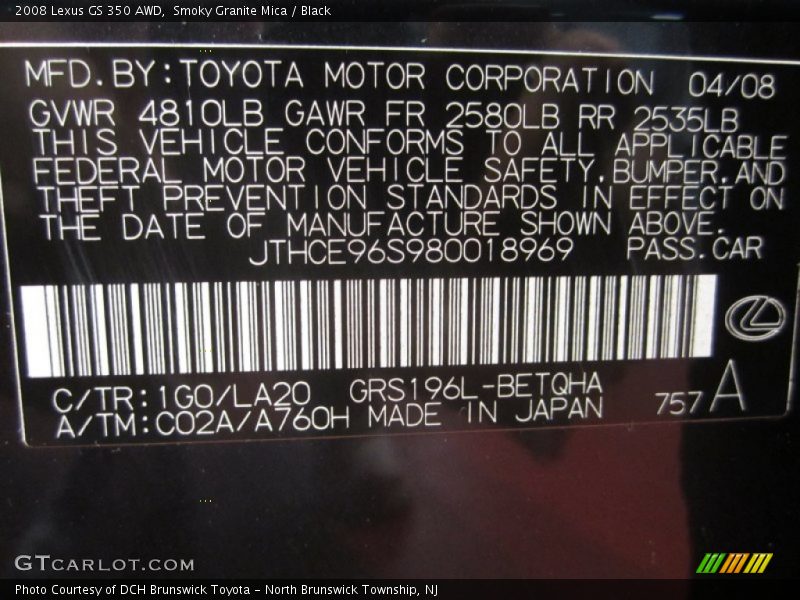 2008 Lexus GS 350 AWD, Smoky Granite Mica / Black
MFD.BY:TOYOTA MOTOR CORPORATION 04/08
GVWR 4810LB GAWR FR 2580LB RR 2535LB
THIS VEHICLE CONFORMS TO ALL APPLICABLE
FEDERAL MOTOR VEHICLE SAFETY,BUMPER,AND
THEFT PREVENTION STANDARDS IN EFFECT ON
THE DATE OF MANUFACTURE SHOWN ABOVE.
JTHCE96S980018969 PASS.CAR
C/TR:1G0/LA20 GRS196L-BETQHA
A/TM:C02A/A760H MADE IN JAPAN 757 A
GTCARLOT.COM
Photo Courtesy of DCH Brunswick Toyota - North Brunswick Township, NJ